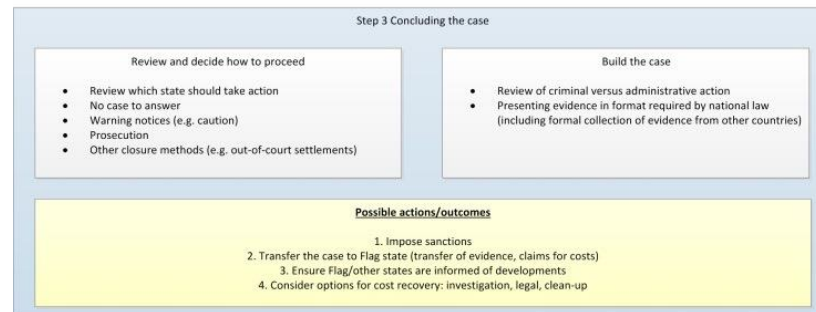 Step 3 Concluding the case
Review and decide how to proceed
• Review which state should take action
• No case to answer
• Warning notices (e.g. caution)
• Prosecution
• Other closure methods (e.g. out-of-court settlements)
Build the case
• Review of criminal versus administrative action
• Presenting evidence in format required by national law
(including formal collection of evidence from other countries)
Possible actions/outcomes
1. Impose sanctions
2. Transfer the case to Flag state (transfer of evidence, claims for costs)
3. Ensure Flag/other states are informed of developments
4. Consider options for cost recovery: investigation, legal, clean-up